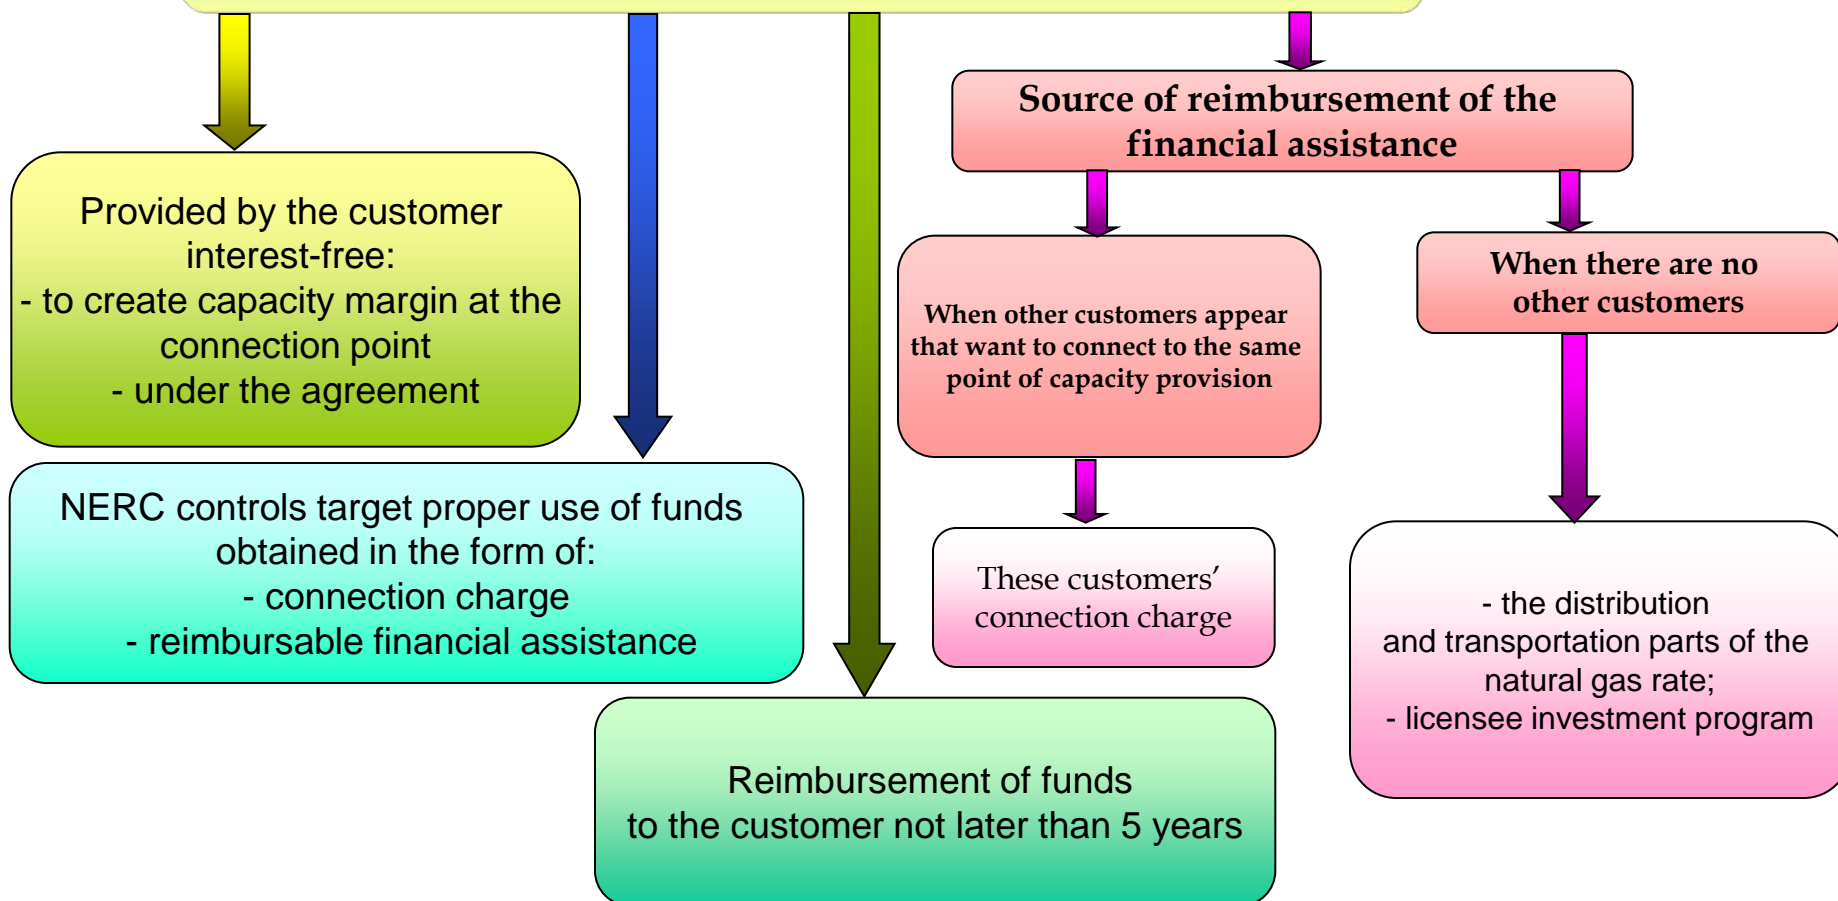 Source of reimbursement of the
financial assistance
Provided by the customer
interest-free:
- to create capacity margin at the
connection point
- under the agreement
When other customers appear
that want to connect to the same
point of capacity provision
When there are no
other customers
NERC controls target proper use of funds
obtained in the form of:
- connection charge
- reimbursable financial assistance
These customers’
connection charge
- the distribution
and transportation parts of the
natural gas rate;
- licensee investment program
Reimbursement of funds
to the customer not later than 5 years